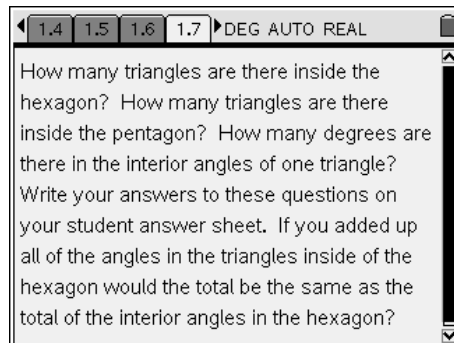 1.4 1.5 1.6 1.7 DEG AUTO REAL
How many triangles are there inside the
hexagon? How many triangles are there
inside the pentagon? How many degrees are
there in the interior angles of one triangle?
Write your answers to these questions on
your student answer sheet. If you added up
all of the angles in the triangles inside of the
hexagon would the total be the same as the
total of the interior angles in the hexagon?